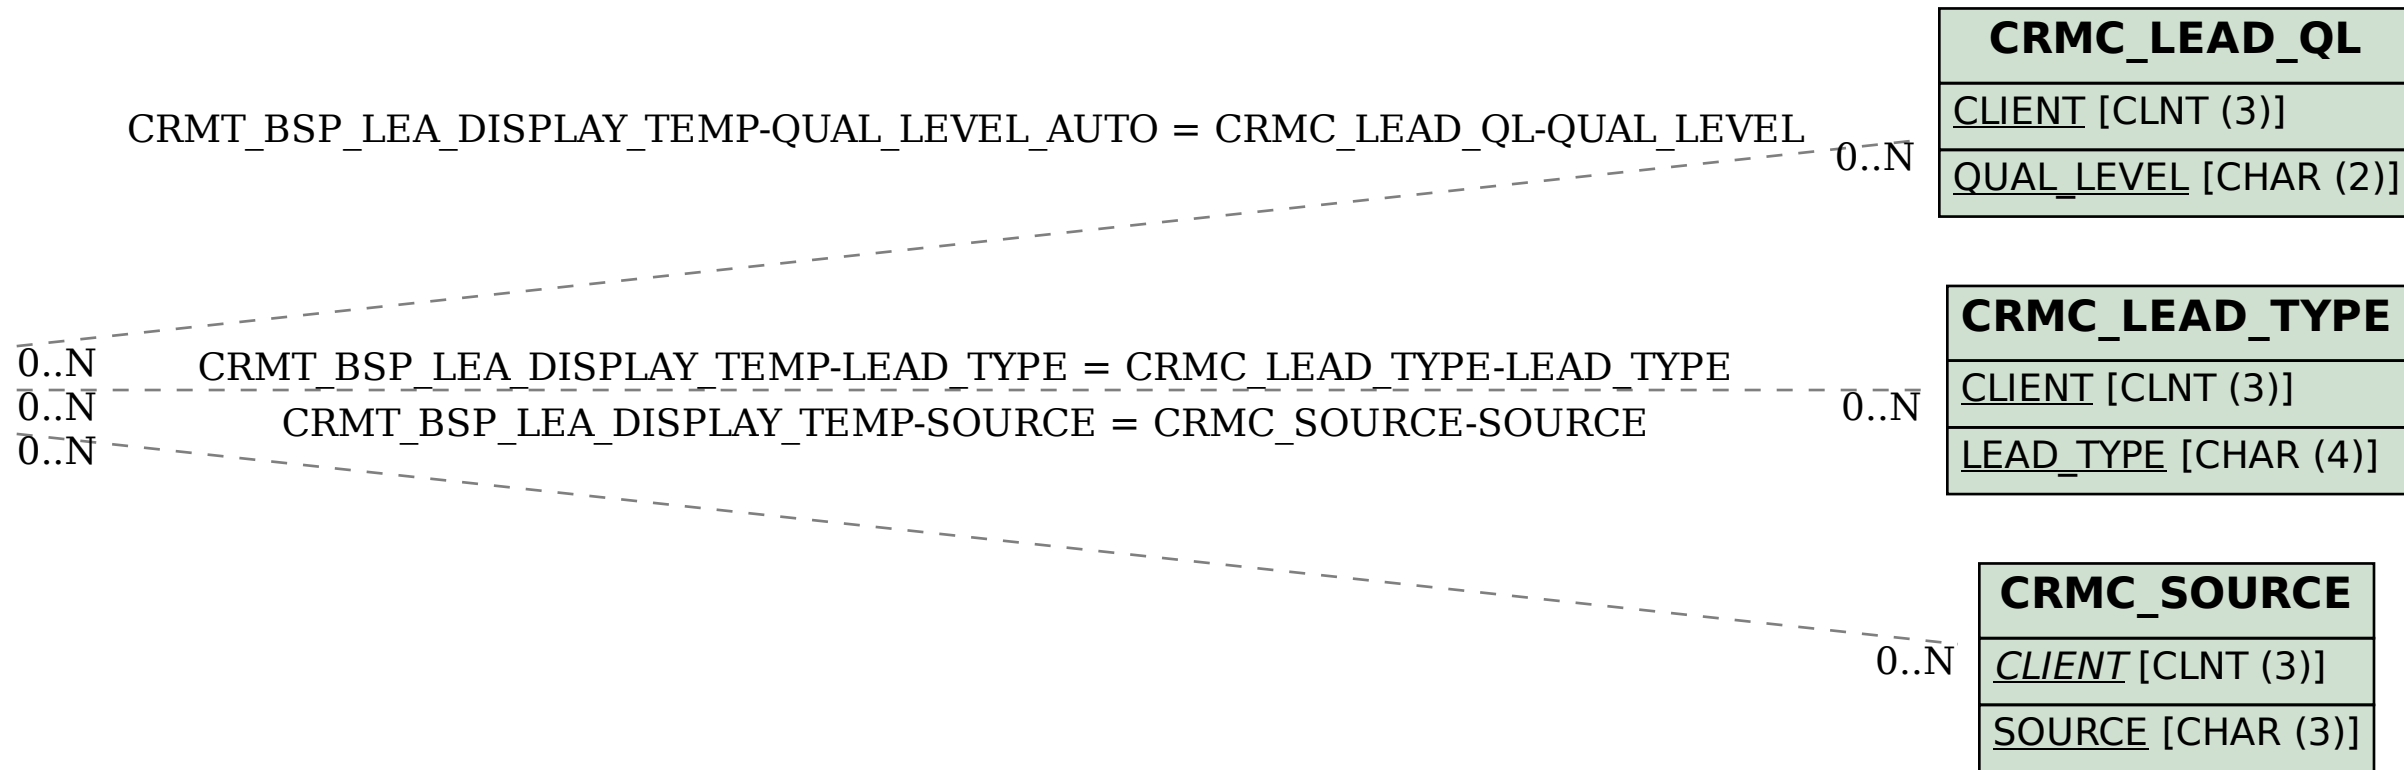 CRMC_LEAD_QL
CLIENT [CLNT (3)]
CRMT_BSP_LEA_DISPLAY_TEMP-QUAL_LEVEL_AUTO = CRMC_LEAD_QL-QUAL_LEVEL
0..N
QUAL_LEVEL [CHAR (2)]
CRMC_LEAD_TYPE
0..N
CRMT_BSP_LEA_DISPLAY_TEMP-LEAD_TYPE = CRMC_LEAD_TYPE-LEAD_TYPE
CLIENT [CLNT (3)]
0..N
0..N
CRMT_BSP_LEA_DISPLAY_TEMP-SOURCE = CRMC_SOURCE-SOURCE
0..N
LEAD_TYPE [CHAR (4)]
CRMC_SOURCE
0..N
CLIENT [CLNT (3)]
SOURCE [CHAR (3)]